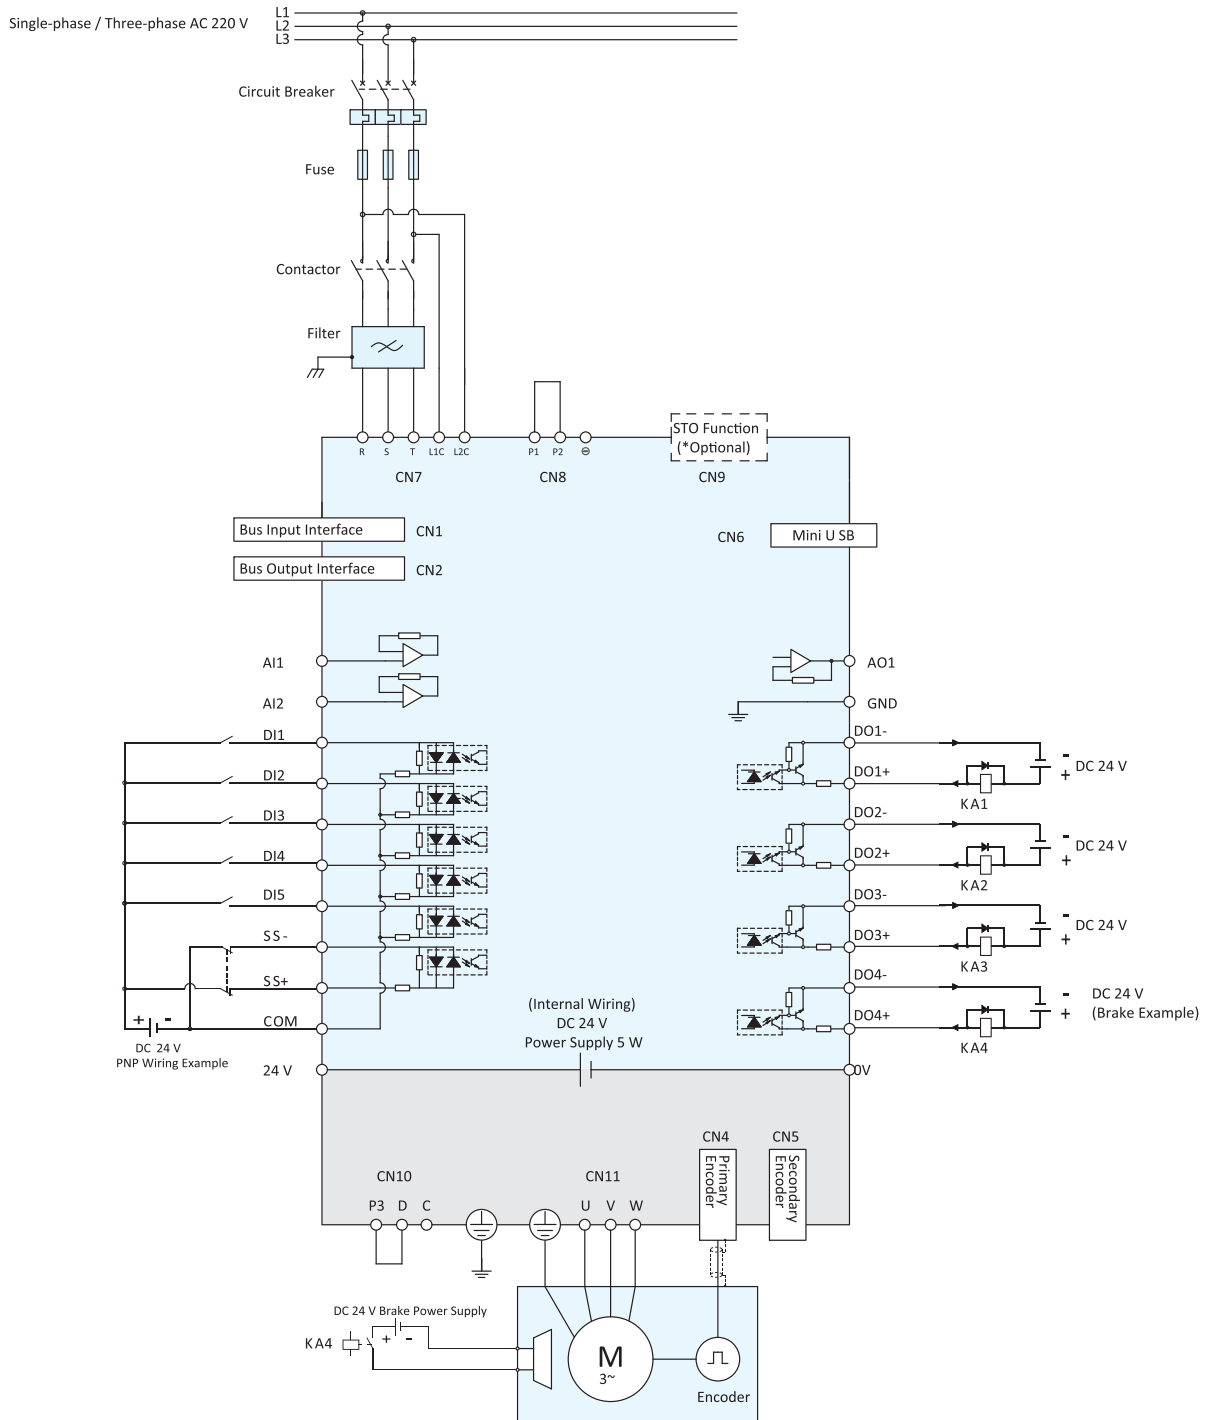 L1
Single-phase / Three-phase AC 220 V
L2
L3
Circuit Breaker
Fuse
Contactor
Filter
STO Function
(*Optional)
R
S
T
L1C
L2C
P1
P2
⊖
CN7
CN8
CN9
Bus Input Interface
CN1
CN6
Mini U SB
Bus Output Interface
CN2
AI1
AO1
AI2
GND
DI1
DO1-
DI2
DO1+
-
+
DC 24 V
KA1
DI3
DO2-
DI4
DO2+
-
+
DC 24 V
KA2
DI5
DO3-
SS-
DO3+
-
+
DC 24 V
KA3
SS+
DO4-
COM
DO4+
-
+
DC 24 V
(Brake Example)
KA4
(Internal Wiring)
DC 24 V
Power Supply 5 W
+
-
DC 24 V
PNP Wiring Example
24 V
0V
CN4
CN5
Primary
Encoder
Secondary
Encoder
CN10
CN11
P3
D
C
U
V
W
DC 24 V Brake Power Supply
KA4
+
-
M
3~
Encoder